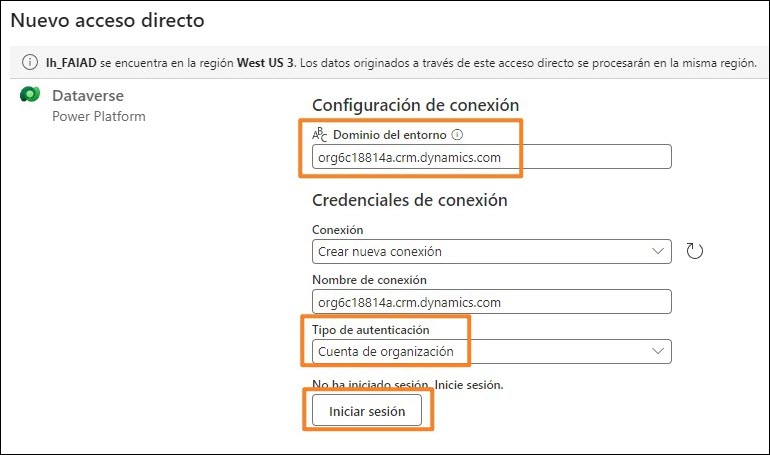 Nuevo acceso directo
lh_FAIAD se encuentra en la región West US 3. Los datos originados a través de este acceso directo se procesarán en la misma región.
Dataverse
Power Platform
Configuración de conexión
ABC Dominio del entorno
org6c18814a.crm.dynamics.com
Credenciales de conexión
Conexión
Crear nueva conexión
Nombre de conexión
org6c18814a.crm.dynamics.com
Tipo de autenticación
Cuenta de organización
No ha iniciado sesión. Inicie sesión.
Iniciar sesión